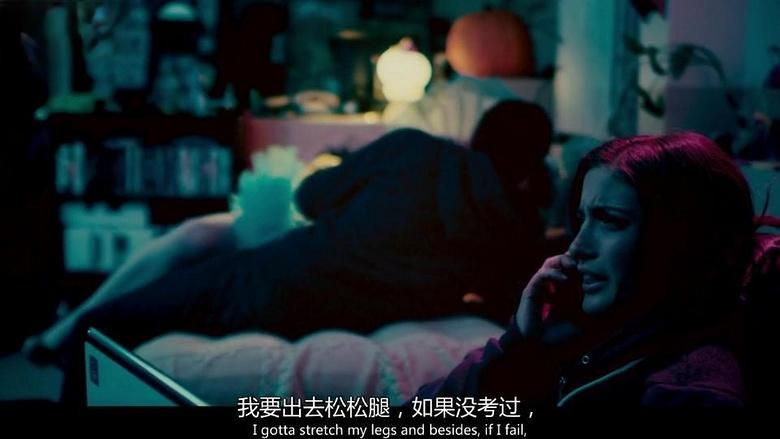 我要出去松松腿，如果没考过，
I gotta stretch my legs and besides, if I fail,